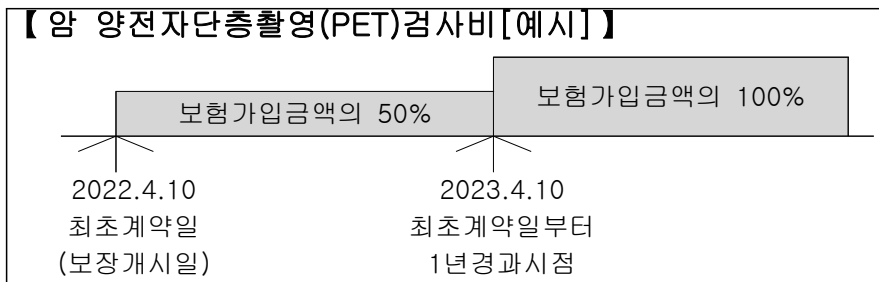 【 암 양전자단층촬영(PET)검사비[예시] 】
보험가입금액의 50%
보험가입금액의 100%
2022.4.10
최초계약일
(보장개시일)
2023.4.10
최초계약일부터
1년경과시점